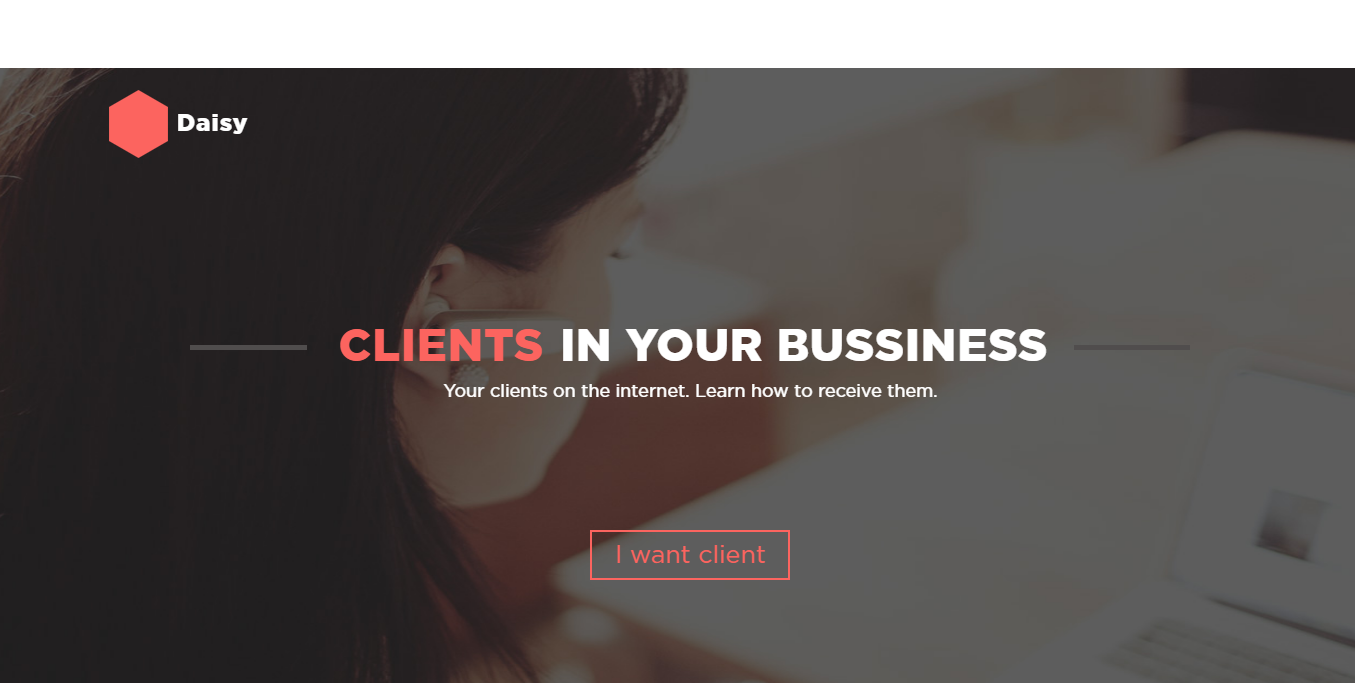 Daisy
CLIENTS IN YOUR BUSSINESS
Your clients on the internet. Learn how to receive them.
I want client